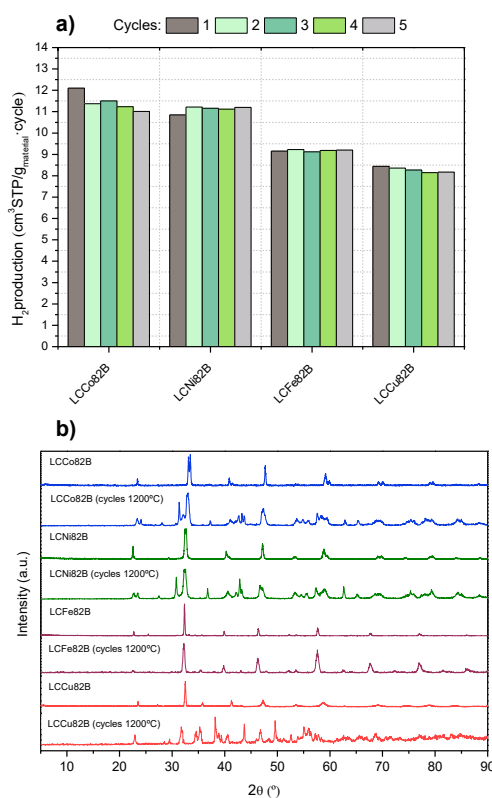 a) Cycles: 1 2 3 4 5
14
13
12
11
10
9
8
7
6
5
4
3
2
1
0
H₂production (cm³STP/g_material·cycle)
LCCo82B LCNi82B LCFe82B LCCu82B
b)
LCCo82B
LCCo82B (cycles 1200ºC)
LCNi82B
LCNi82B (cycles 1200ºC)
LCFe82B
LCFe82B (cycles 1200ºC)
LCCu82B
LCCu82B (cycles 1200ºC)
Intensity (a.u.)
10 20 30 40 50 60 70 80 90
2θ (º)